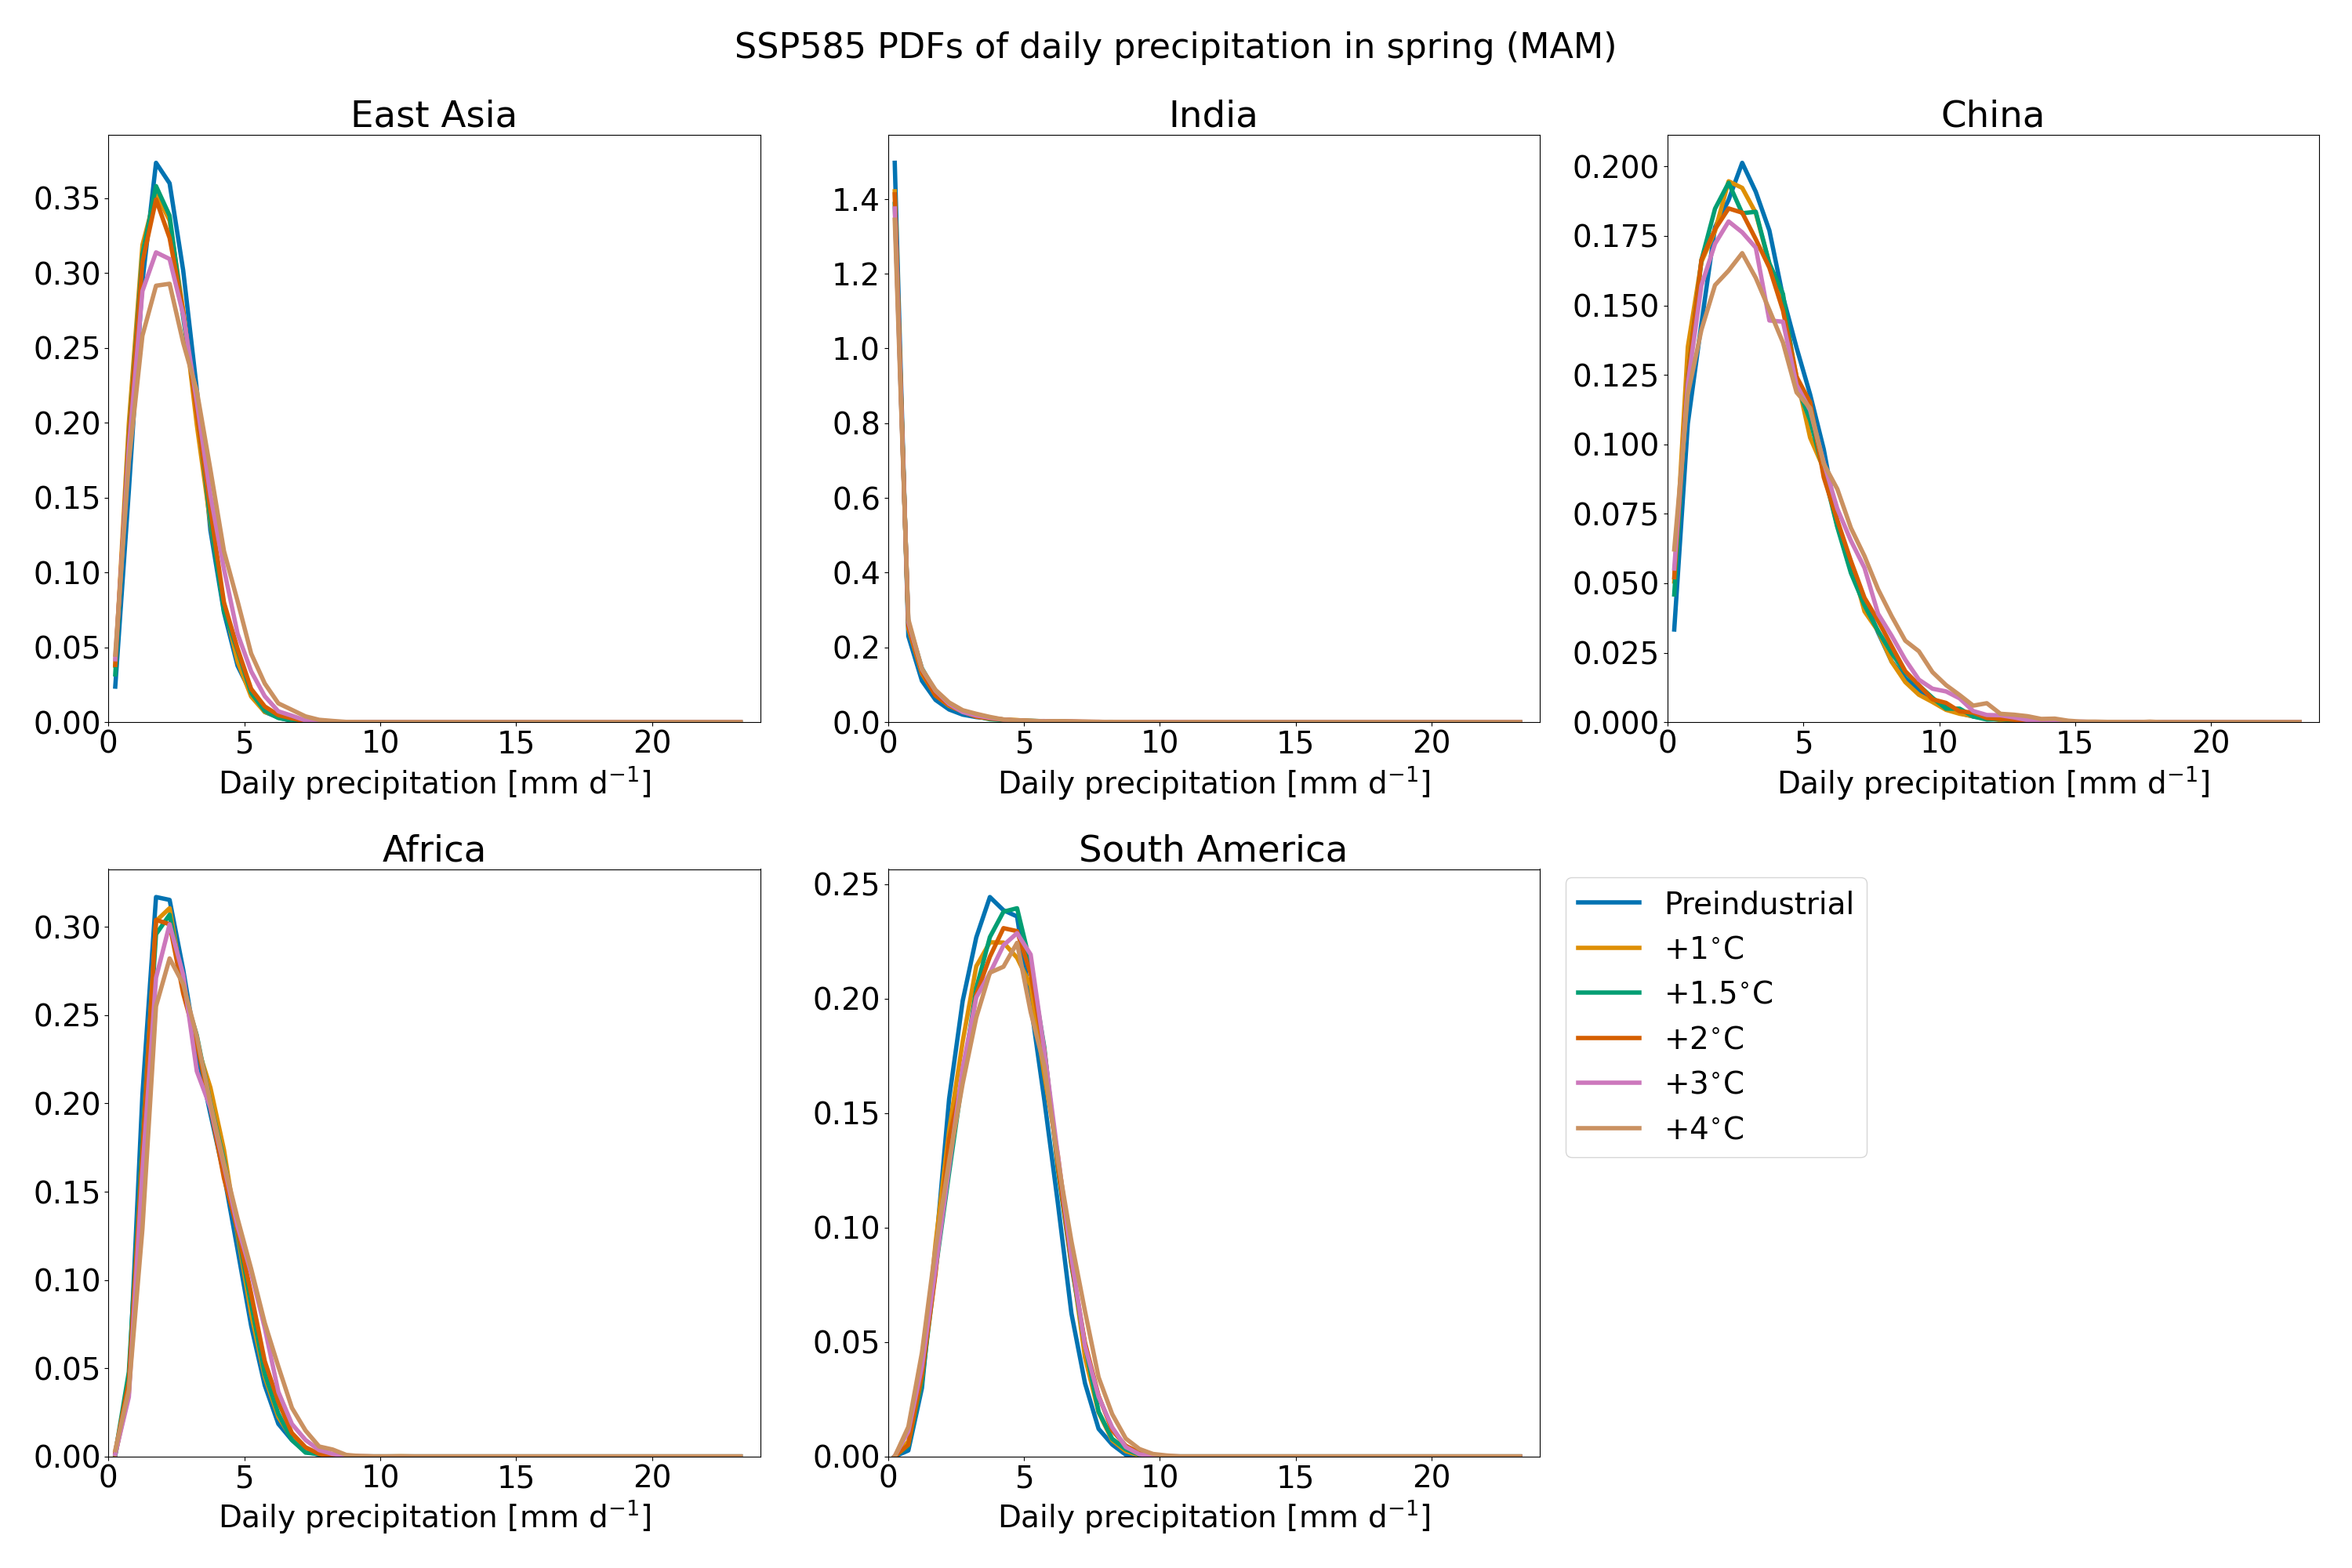 SSP585 PDFs of daily precipitation in spring (MAM)
East Asia
0.35
0.30
0.25
0.20
0.15
0.10
0.05
0.00
0 5 10 15 20
Daily precipitation [mm d⁻¹]
India
1.4
1.2
1.0
0.8
0.6
0.4
0.2
0.0
0 5 10 15 20
Daily precipitation [mm d⁻¹]
China
0.200
0.175
0.150
0.125
0.100
0.075
0.050
0.025
0.000
0 5 10 15 20
Daily precipitation [mm d⁻¹]
Africa
0.30
0.25
0.20
0.15
0.10
0.05
0.00
0 5 10 15 20
Daily precipitation [mm d⁻¹]
South America
0.25
0.20
0.15
0.10
0.05
0.00
0 5 10 15 20
Daily precipitation [mm d⁻¹]
Preindustrial
+1°C
+1.5°C
+2°C
+3°C
+4°C